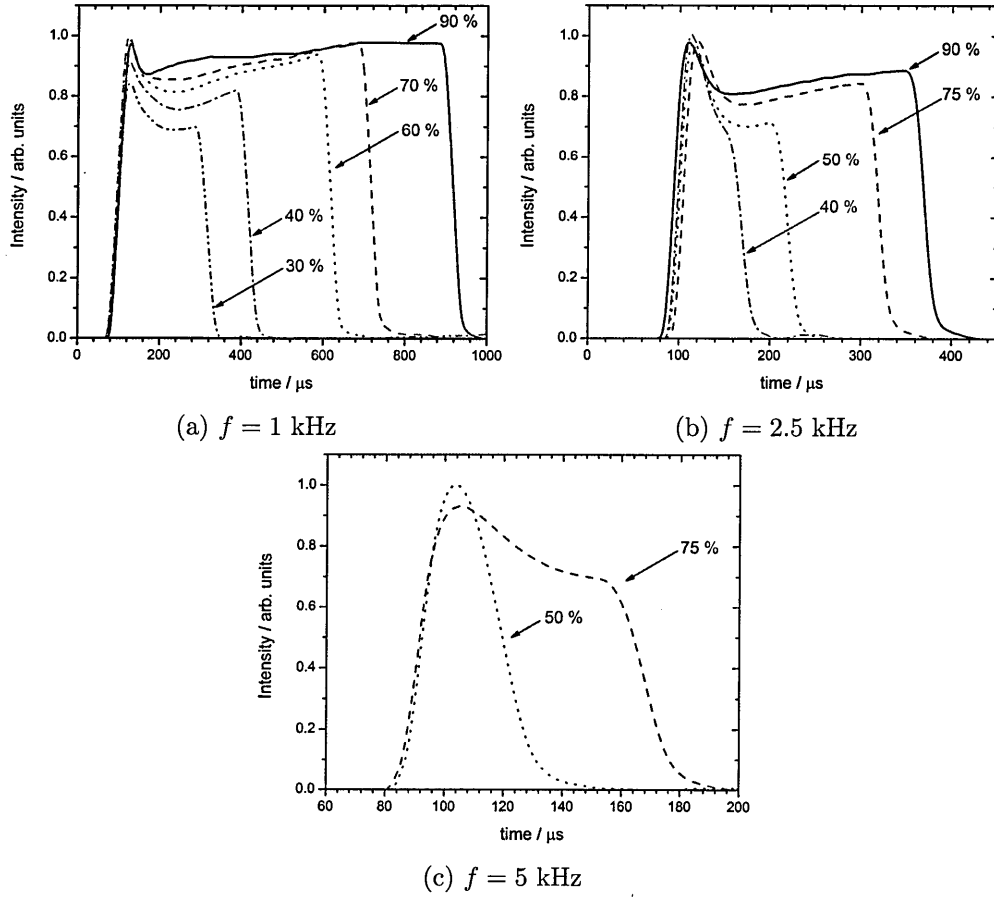 90 %
70 %
60 %
40 %
30 %
1.0
0.8
0.6
0.4
0.2
0.0
0 200 400 600 800 1000
Intensity / arb. units
time / μs
(a) f = 1 kHz
90 %
75 %
50 %
40 %
1.0
0.8
0.6
0.4
0.2
0.0
0 100 200 300 400
Intensity / arb. units
time / μs
(b) f = 2.5 kHz
75 %
50 %
1.0
0.8
0.6
0.4
0.2
0.0
60 80 100 120 140 160 180 200
Intensity / arb. units
time / μs
(c) f = 5 kHz